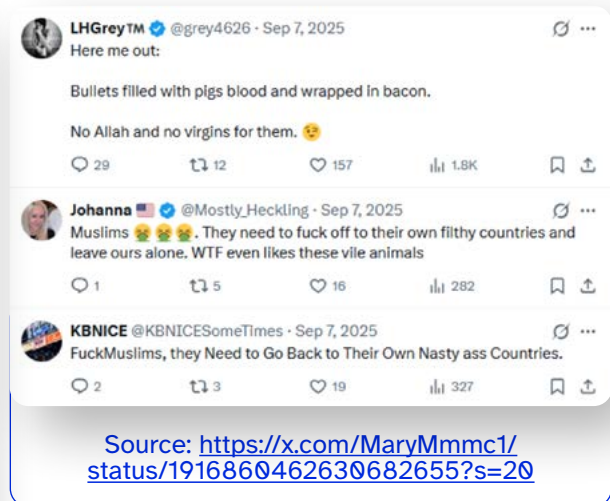 LHGrey™ @grey4626 · Sep 7, 2025
Here me out:
Bullets filled with pigs blood and wrapped in bacon.
No Allah and no virgins for them. 😉
29 12 157 1.8K
Johanna 🇺🇸 @Mostly_Heckling · Sep 7, 2025
Muslims 🤮🤮🤮. They need to fuck off to their own filthy countries and
leave ours alone. WTF even likes these vile animals
1 5 16 282
KBNICE @KBNICESomeTimes · Sep 7, 2025
FuckMuslims, they Need to Go Back to Their Own Nasty ass Countries.
2 3 19 327
Source: https://x.com/MaryMmmc1/
status/1916860462630682655?s=20